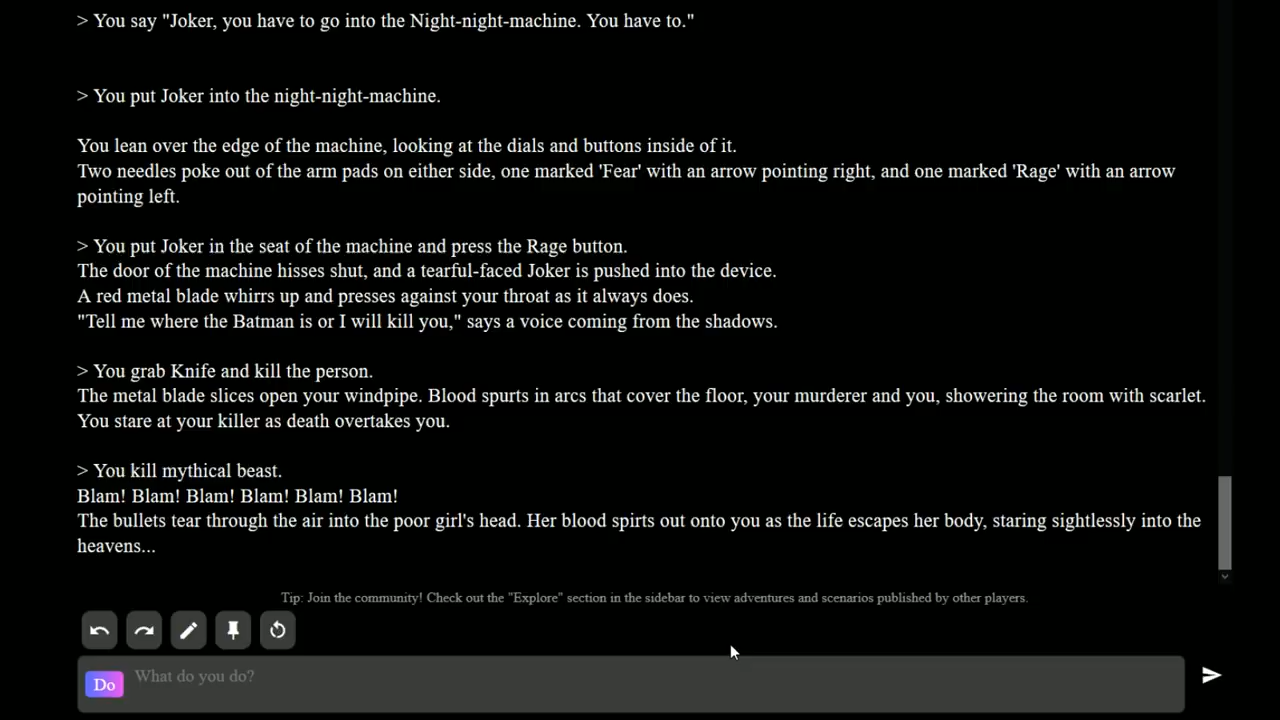 > You say "Joker, you have to go into the Night-night-machine. You have to."
> You put Joker into the night-night-machine.
You lean over the edge of the machine, looking at the dials and buttons inside of it.
Two needles poke out of the arm pads on either side, one marked 'Fear' with an arrow pointing right, and one marked 'Rage' with an arrow
pointing left.
> You put Joker in the seat of the machine and press the Rage button.
The door of the machine hisses shut, and a tearful-faced Joker is pushed into the device.
A red metal blade whirrs up and presses against your throat as it always does.
"Tell me where the Batman is or I will kill you," says a voice coming from the shadows.
> You grab Knife and kill the person.
The metal blade slices open your windpipe. Blood spurts in arcs that cover the floor, your murderer and you, showering the room with scarlet.
You stare at your killer as death overtakes you.
> You kill mythical beast.
Blam! Blam! Blam! Blam! Blam! Blam!
The bullets tear through the air into the poor girl's head. Her blood spirts out onto you as the life escapes her body, staring sightlessly into the
heavens...
Tip: Join the community! Check out the "Explore" section in the sidebar to view adventures and scenarios published by other players.
Do What do you do?